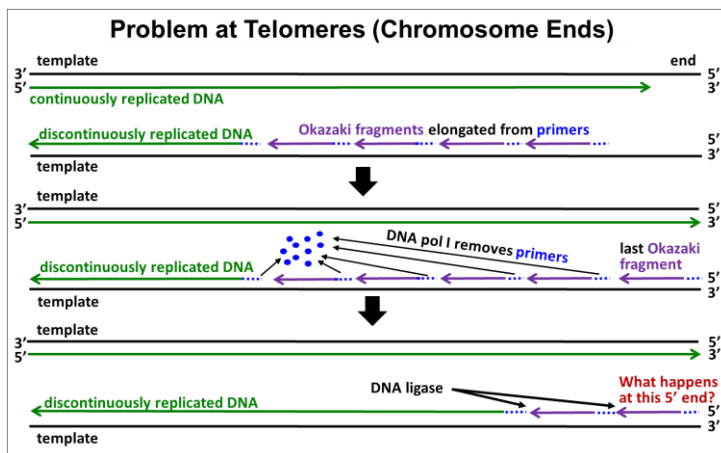 Problem at Telomeres (Chromosome Ends)
template end
3’ 5’
5’ 3’
continuously replicated DNA
discontinuously replicated DNA Okazaki fragments elongated from primers 5’
3’
template
template
3’ 5’
5’ 3’
DNA pol I removes primers last Okazaki
fragment
discontinuously replicated DNA 5’
3’
template
template
3’ 5’
5’ 3’
DNA ligase What happens
at this 5’ end?
discontinuously replicated DNA 5’
3’
template